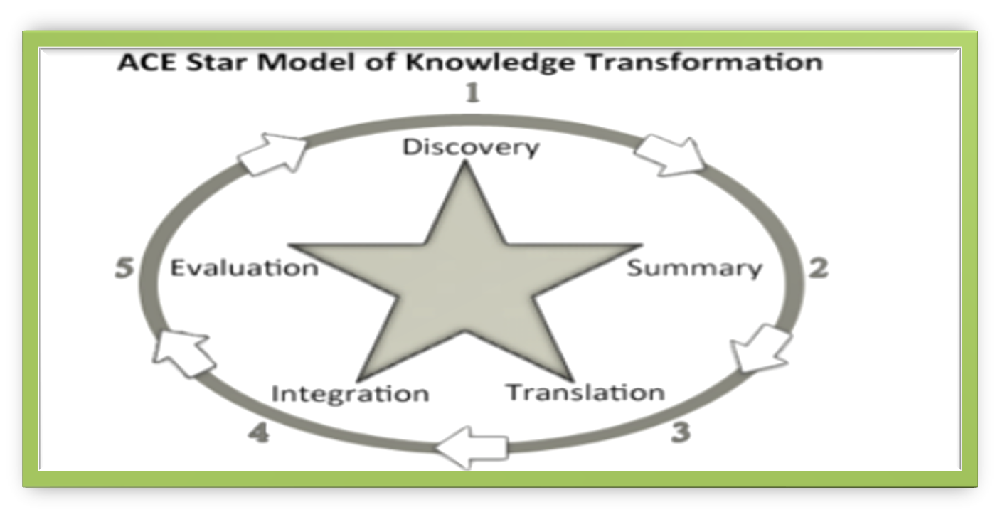 ACE Star Model of Knowledge Transformation
1
Discovery
5 Evaluation Summary 2
Integration Translation
4 3